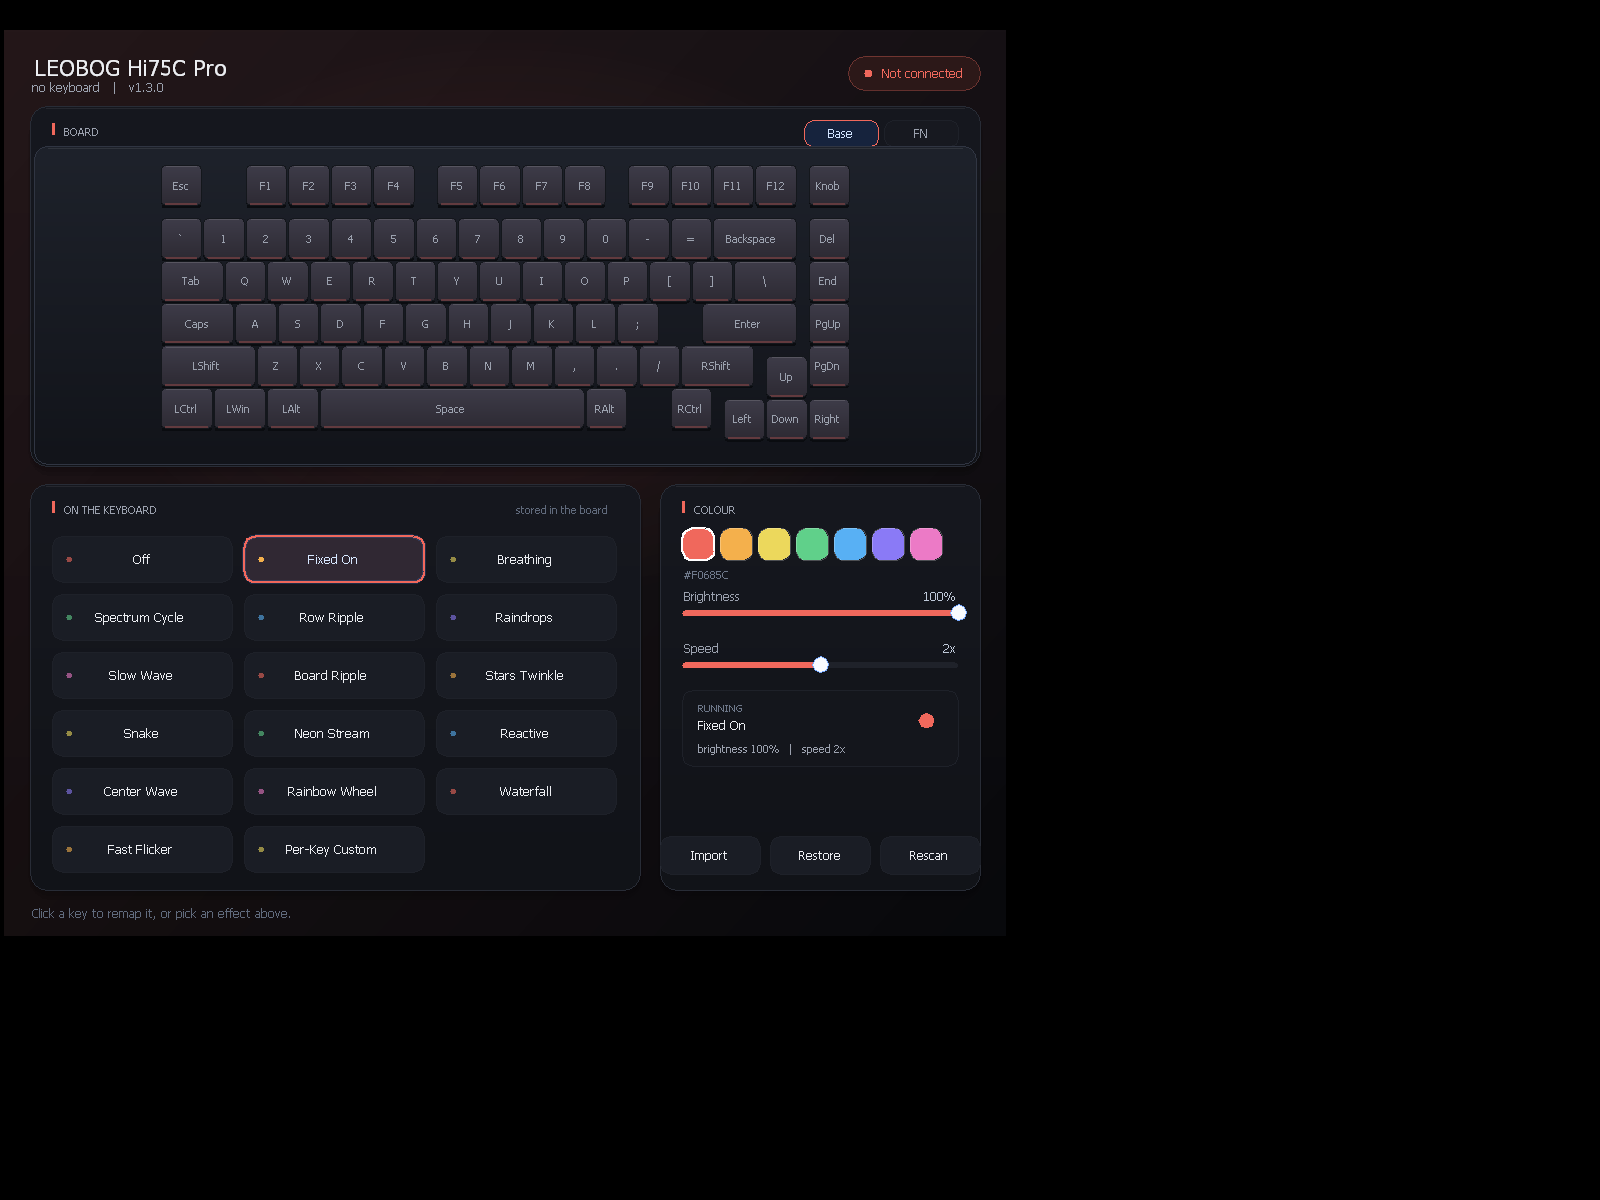 LEOBOG Hi75C Pro
no keyboard | v1.3.0
Not connected
BOARD
Base FN
Esc F1 F2 F3 F4 F5 F6 F7 F8 F9 F10 F11 F12 Knob
` 1 2 3 4 5 6 7 8 9 0 - = Backspace Del
Tab Q W E R T Y U I O P [ ] \ End
Caps A S D F G H J K L ; Enter PgUp
LShift Z X C V B N M , . / RShift Up PgDn
LCtrl LWin LAlt Space RAlt RCtrl Left Down Right
ON THE KEYBOARD stored in the board
Off Fixed On Breathing
Spectrum Cycle Row Ripple Raindrops
Slow Wave Board Ripple Stars Twinkle
Snake Neon Stream Reactive
Center Wave Rainbow Wheel Waterfall
Fast Flicker Per-Key Custom
COLOUR
#F0685C
Brightness 100%
Speed 2x
RUNNING
Fixed On
brightness 100% | speed 2x
Import Restore Rescan
Click a key to remap it, or pick an effect above.